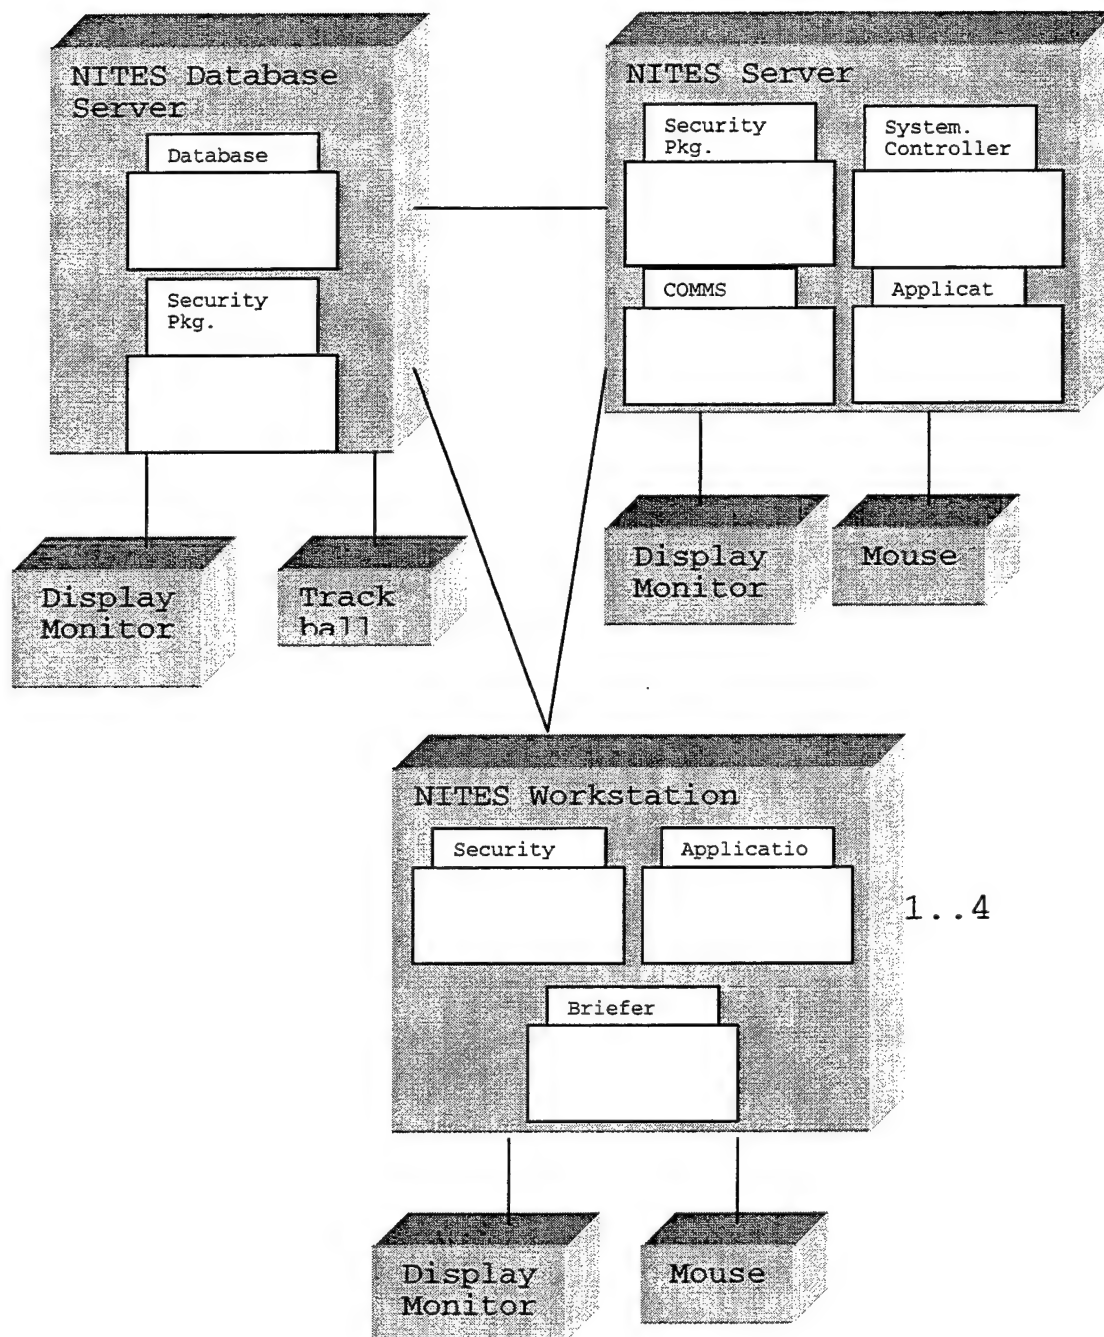 NITES Database
Server
Database
Security
Pkg.
Display
Monitor
Track
ball
NITES Server
Security
Pkg.
System.
Controller
COMMS
Applicat
Display
Monitor
Mouse
NITES Workstation
Security
Applicatio
Briefer
1..4
Display
Monitor
Mouse